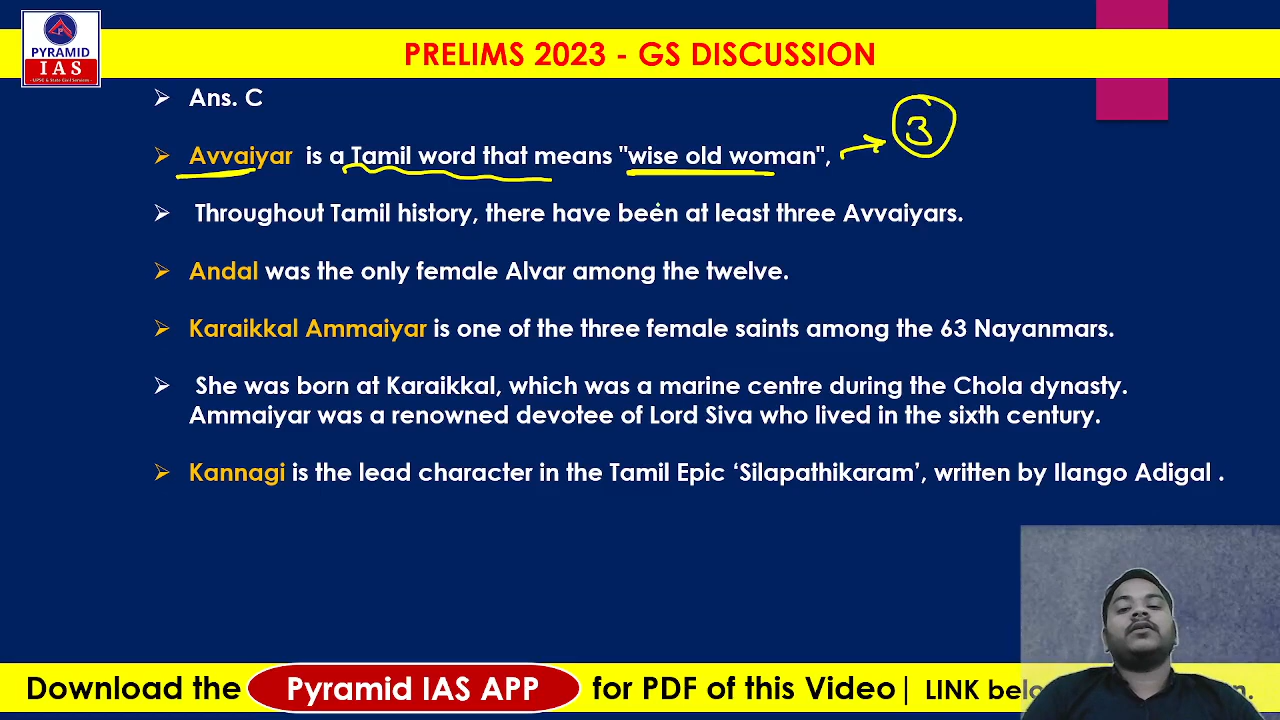 PYRAMID
IAS
UPSC & State Civil Services
PRELIMS 2023 - GS DISCUSSION
Ans. C
3
Avvaiyar is a Tamil word that means "wise old woman",
Throughout Tamil history, there have been at least three Avvaiyars.
Andal was the only female Alvar among the twelve.
Karaikkal Ammaiyar is one of the three female saints among the 63 Nayanmars.
She was born at Karaikkal, which was a marine centre during the Chola dynasty.
Ammaiyar was a renowned devotee of Lord Siva who lived in the sixth century.
Kannagi is the lead character in the Tamil Epic ‘Silapathikaram’, written by Ilango Adigal .
Download the Pyramid IAS APP for PDF of this Video| LINK